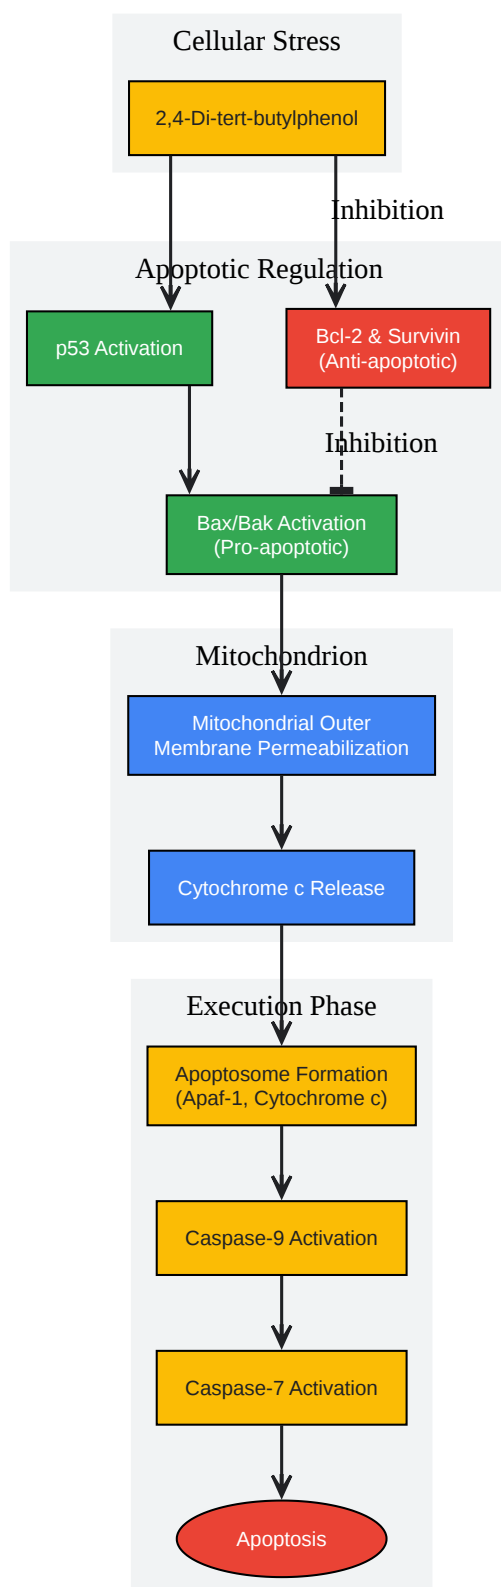 Cellular Stress
2,4-Di-tert-butylphenol
Inhibition
Apoptotic Regulation
p53 Activation
Bcl-2 & Survivin
(Anti-apoptotic)
Inhibition
Bax/Bak Activation
(Pro-apoptotic)
Mitochondrion
Mitochondrial Outer
Membrane Permeabilization
Cytochrome c Release
Execution Phase
Apoptosome Formation
(Apaf-1, Cytochrome c)
Caspase-9 Activation
Caspase-7 Activation
Apoptosis